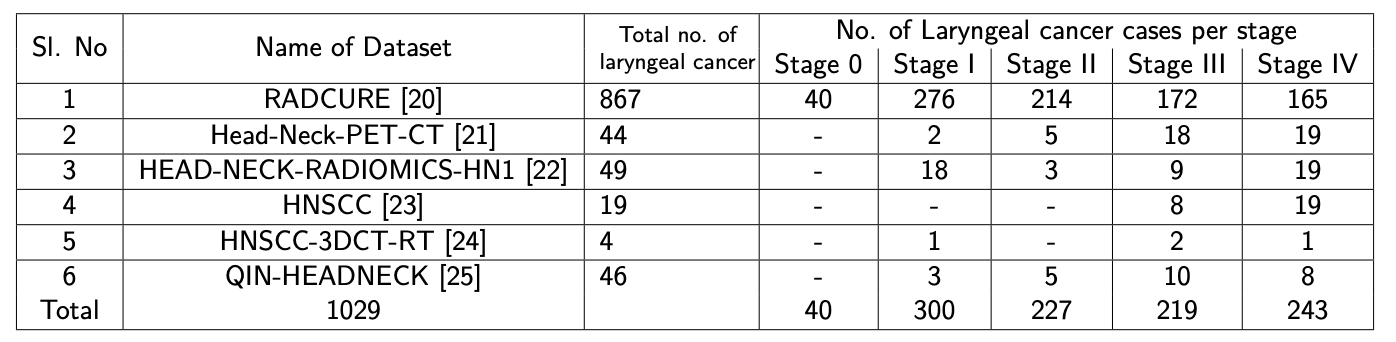 Sl. No Name of Dataset Total no. of laryngeal cancer No. of Laryngeal cancer cases per stage
Stage 0 Stage I Stage II Stage III Stage IV
1 RADCURE [20] 867 40 276 214 172 165
2 Head-Neck-PET-CT [21] 44 - 2 5 18 19
3 HEAD-NECK-RADIOMICS-HN1 [22] 49 - 18 3 9 19
4 HNSCC [23] 19 - - - 8 19
5 HNSCC-3DCT-RT [24] 4 - 1 - 2 1
6 QIN-HEADNECK [25] 46 - 3 5 10 8
Total 1029 40 300 227 219 243